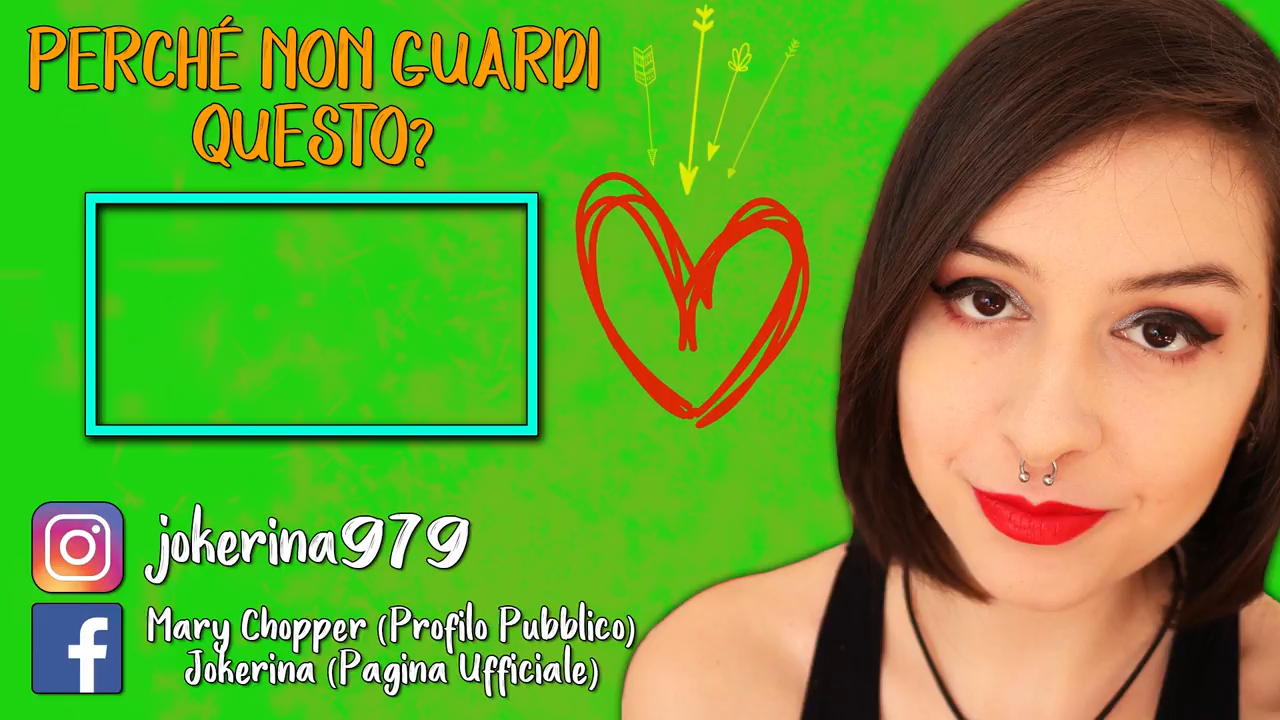 PERCHÉ NON GUARDI
QUESTO?
jokerina979
Mary Chopper (Profilo Pubblico)
Jokerina (Pagina Ufficiale)